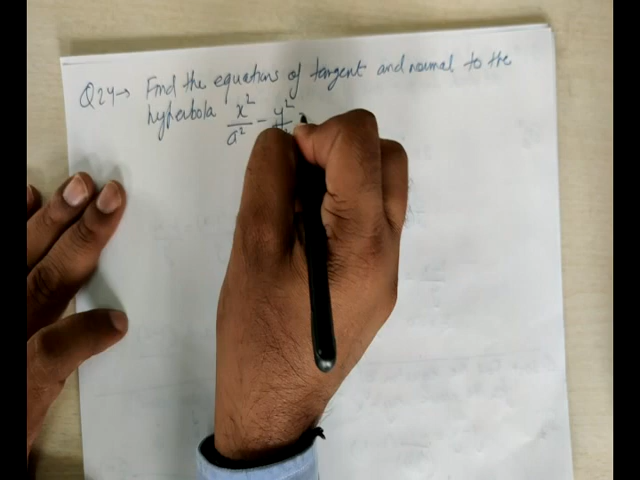 Q24→ Find the equations of tangent and normal to the
hyperbola x²/a² - y²